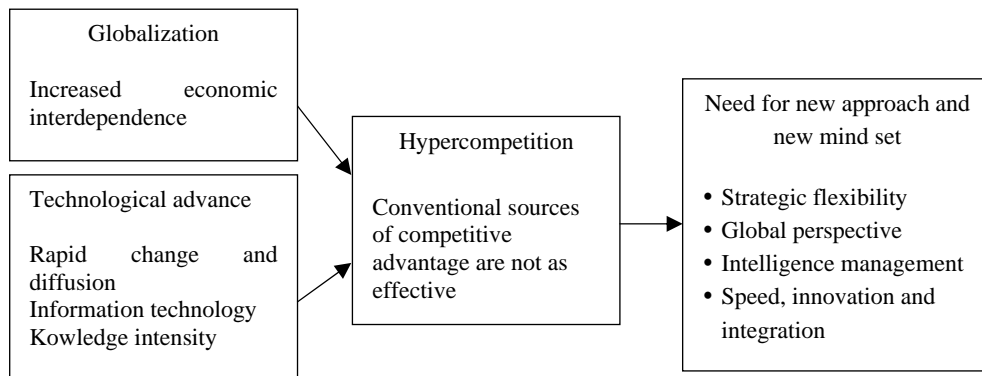 Globalization
Increased economic
interdependence
Technological advance
Rapid change and
diffusion
Information technology
Kowledge intensity
Hypercompetition
Conventional sources
of competitive
advantage are not as
effective
Need for new approach and
new mind set
• Strategic flexibility
• Global perspective
• Intelligence management
• Speed, innovation and
integration